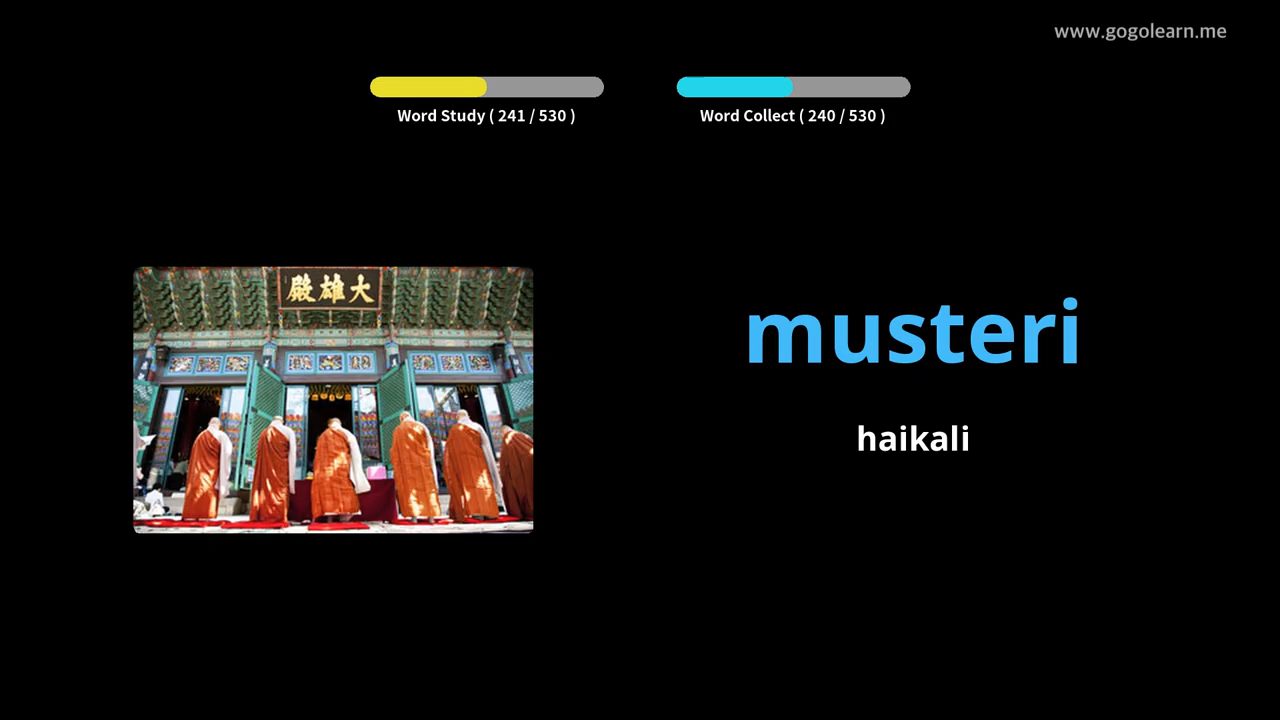 www.gogolearn.me
Word Study ( 241 / 530 )
Word Collect ( 240 / 530 )
殿雄大
musteri
haikali